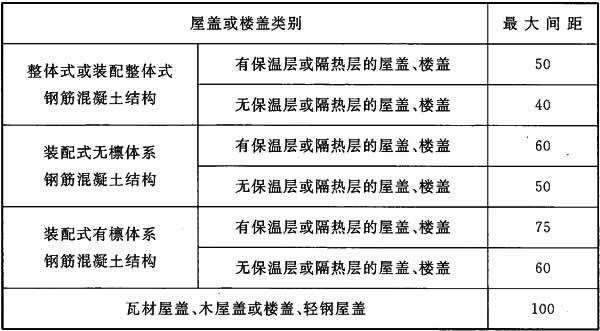 屋盖或楼盖类别 最大间距
整体式或装配整体式
钢筋混凝土结构
有保温层或隔热层的屋盖、楼盖 50
无保温层或隔热层的屋盖、楼盖 40
装配式无檩体系
钢筋混凝土结构
有保温层或隔热层的屋盖、楼盖 60
无保温层或隔热层的屋盖、楼盖 50
装配式有檩体系
钢筋混凝土结构
有保温层或隔热层的屋盖、楼盖 75
无保温层或隔热层的屋盖、楼盖 60
瓦材屋盖、木屋盖或楼盖、轻钢屋盖 100